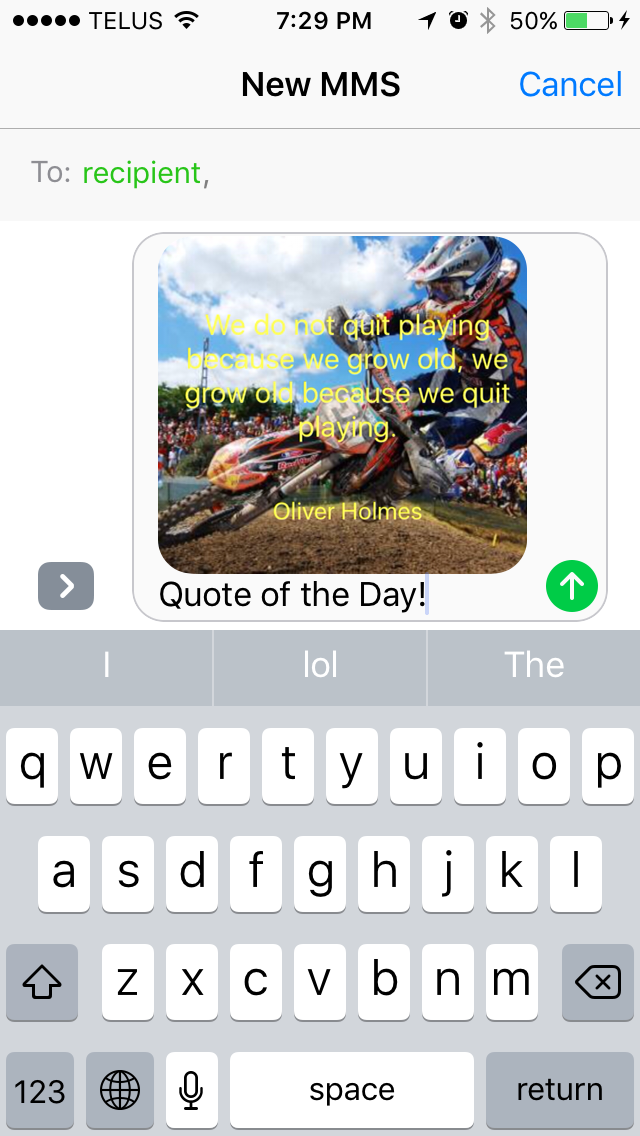 TELUS 7:29 PM 50%
New MMS Cancel
To: recipient,
We do not quit playing
because we grow old, we
grow old because we quit
playing.
Oliver Holmes
Quote of the Day!
I lol The
q w e r t y u i o p
a s d f g h j k l
z x c v b n m
123 space return